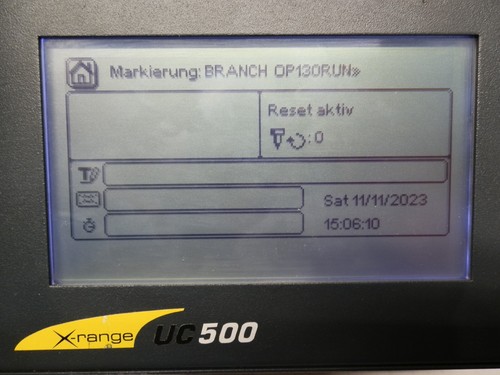 Markierung: BRANCH OP130RUN»
Reset aktiv
:0
T
Sat 11/11/2023
15:06:10
X-range UC500